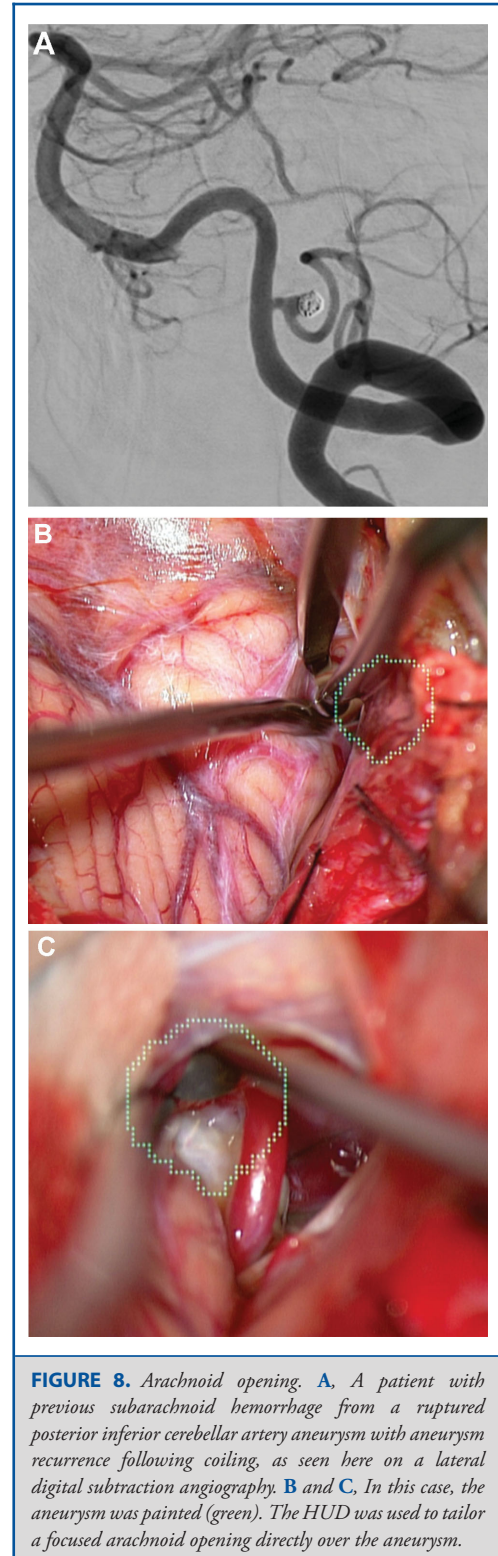 A
B
C
FIGURE 8. Arachnoid opening. A, A patient with
previous subarachnoid hemorrhage from a ruptured
posterior inferior cerebellar artery aneurysm with aneurysm
recurrence following coiling, as seen here on a lateral
digital subtraction angiography. B and C, In this case, the
aneurysm was painted (green). The HUD was used to tailor
a focused arachnoid opening directly over the aneurysm.